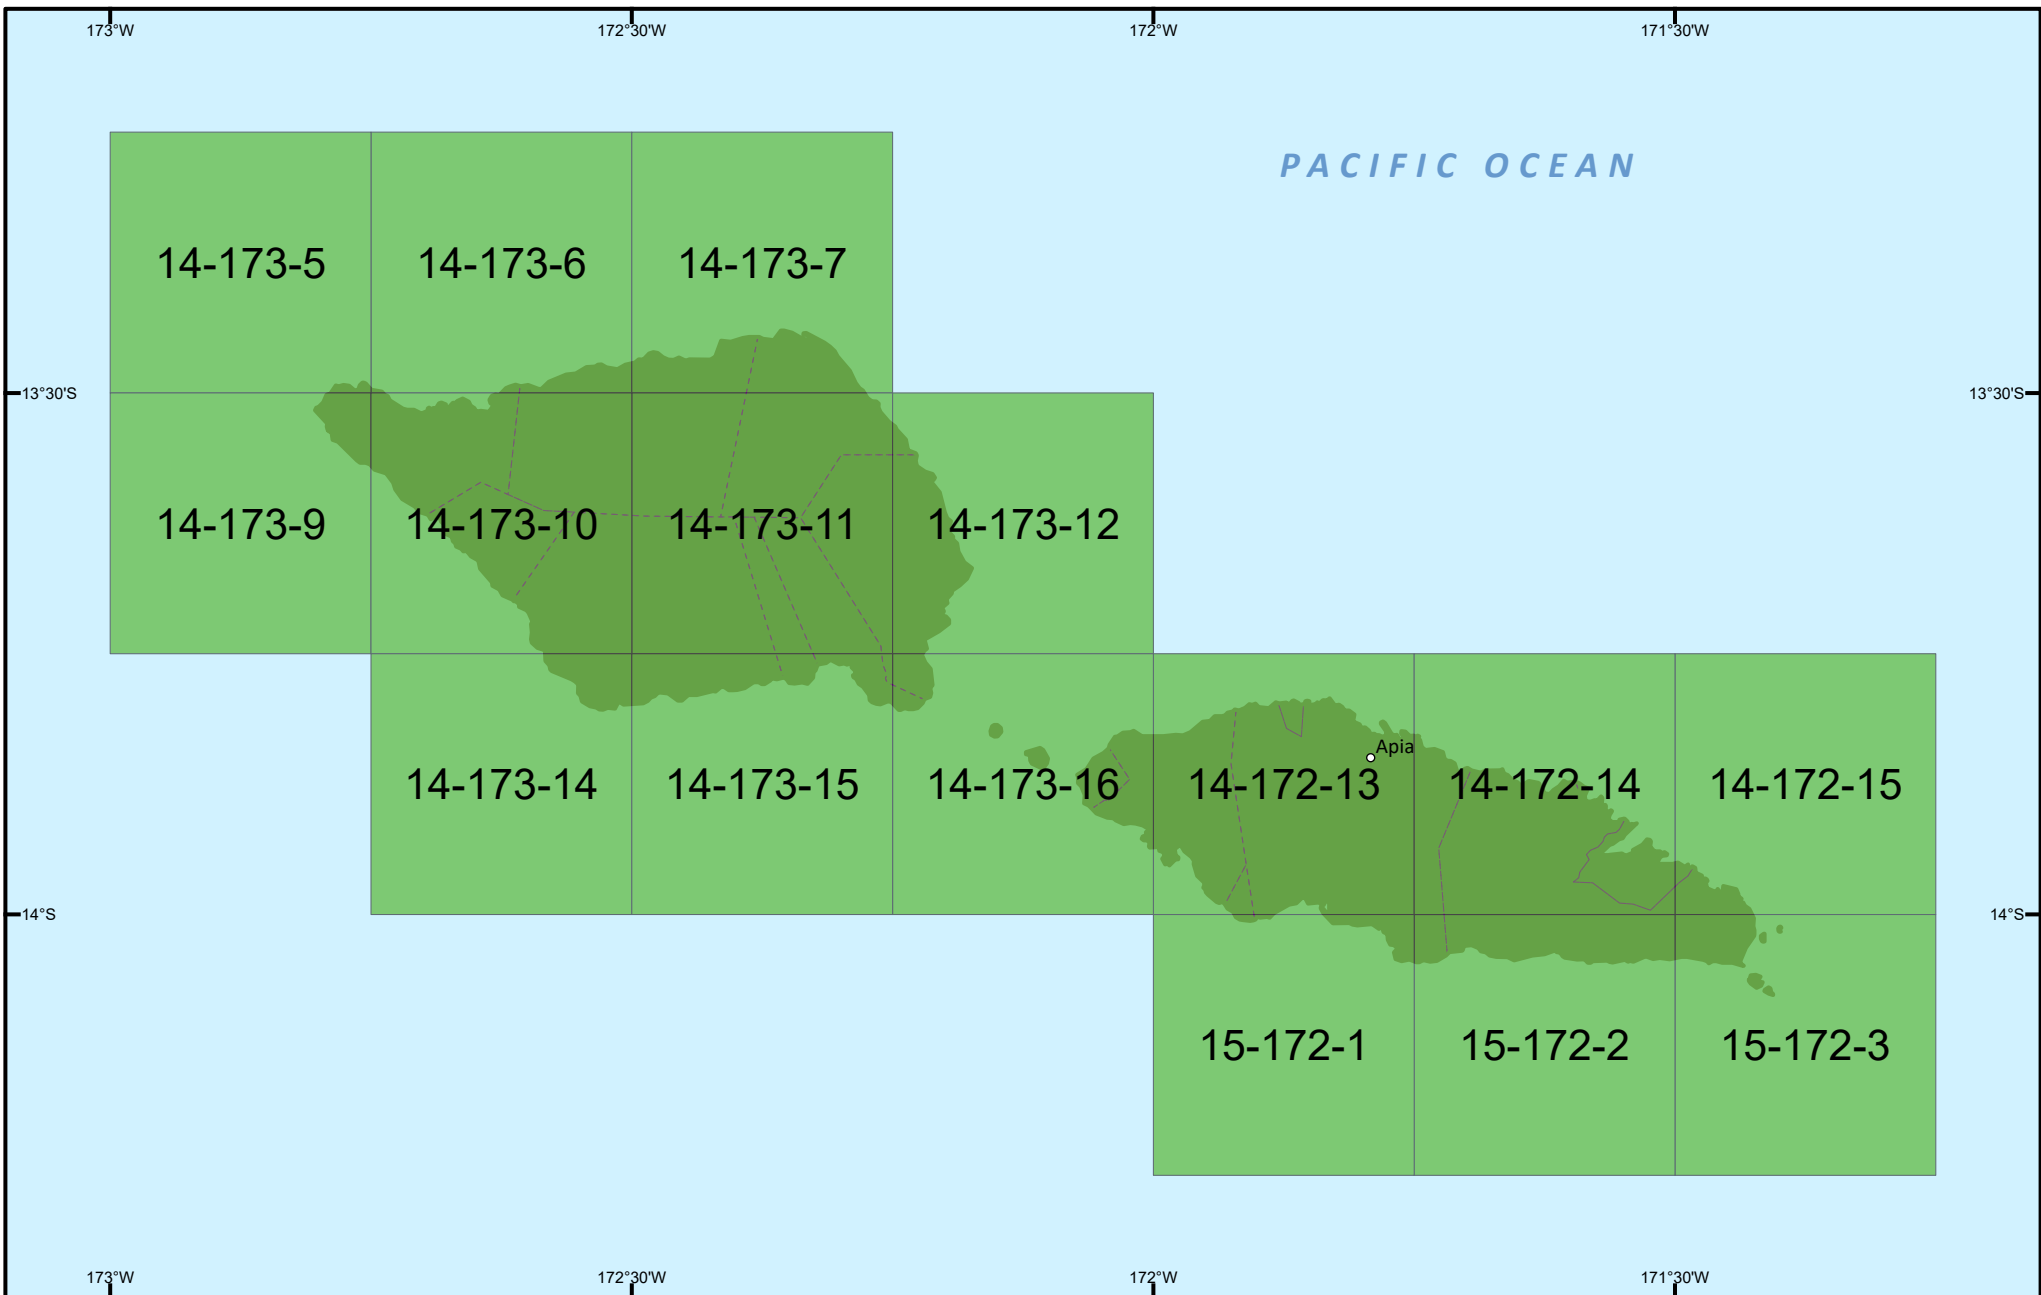 173°W 172°30'W 172°W 171°30'W
PACIFIC OCEAN
14-173-5 14-173-6 14-173-7
13°30'S 13°30'S
14-173-9 14-173-10 14-173-11 14-173-12
Apia
14-173-14 14-173-15 14-173-16 14-172-13 14-172-14 14-172-15
14°S 14°S
15-172-1 15-172-2 15-172-3
173°W 172°30'W 172°W 171°30'W